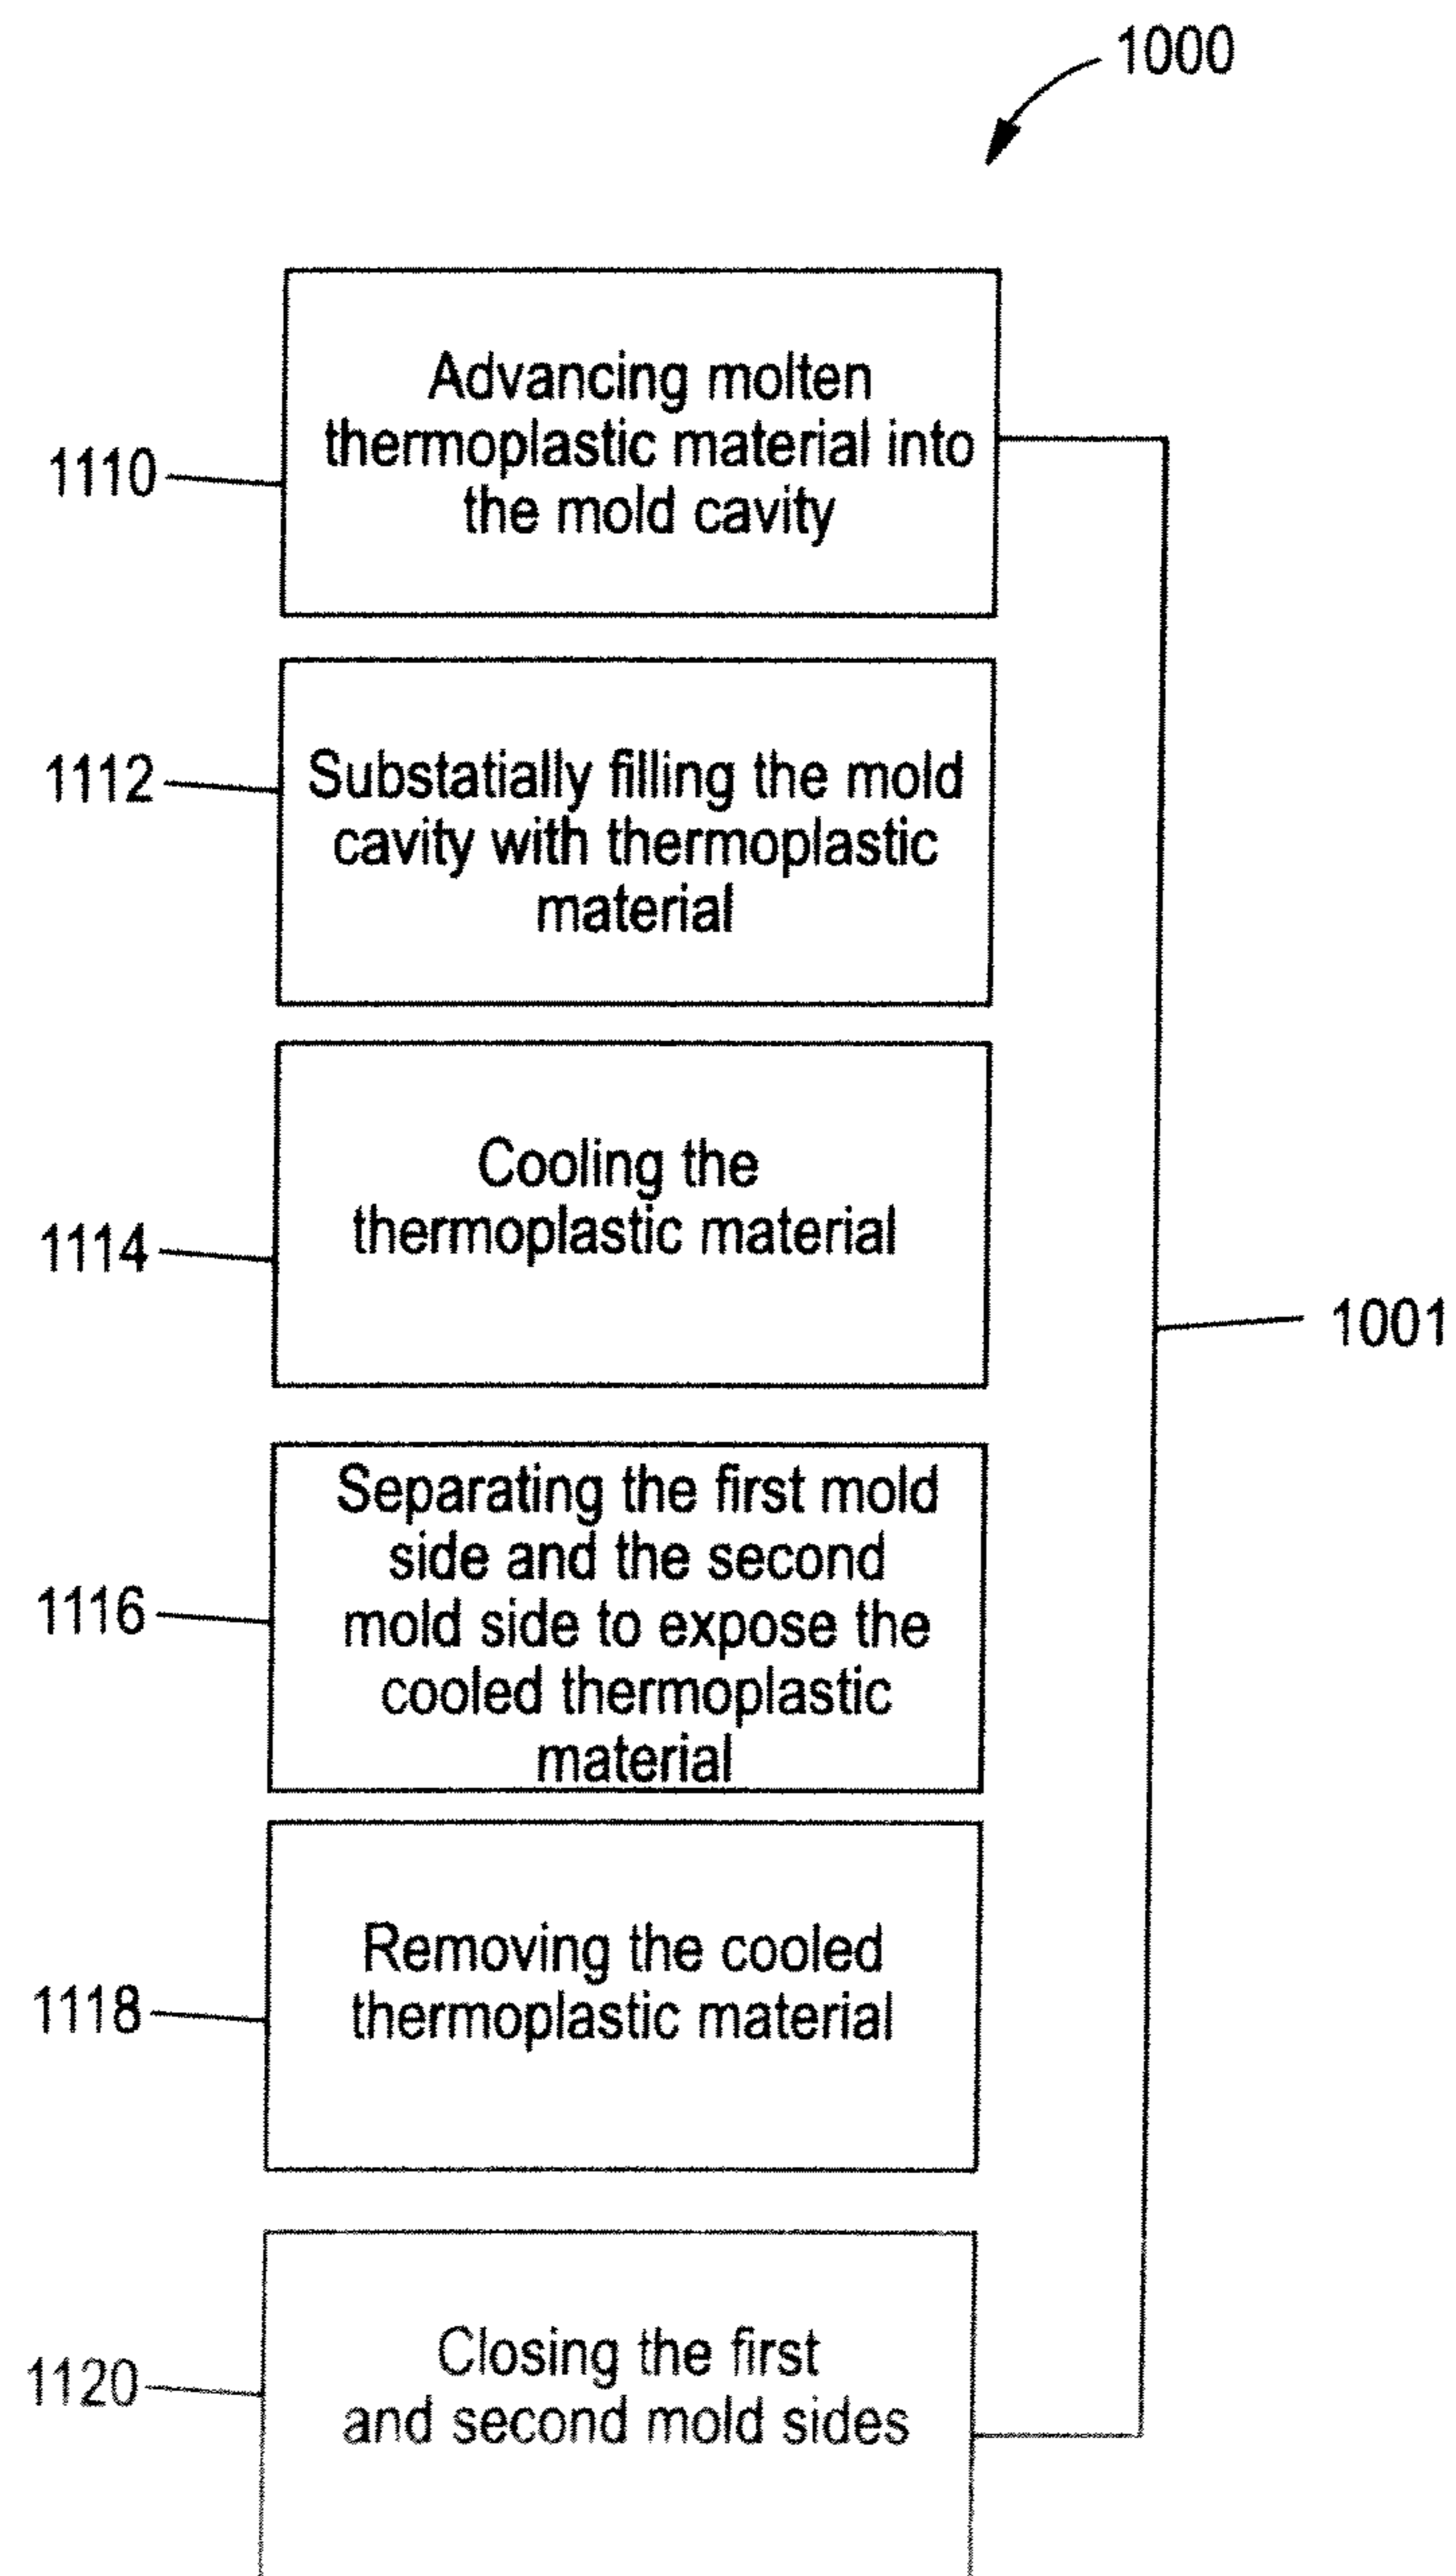 1000
Advancing molten
thermoplastic material into
the mold cavity
1110
Substatially filling the mold
cavity with thermoplastic
material
1112
Cooling the
thermoplastic material
1114
1001
Separating the first mold
side and the second
mold side to expose the
cooled thermoplastic
material
1116
Removing the cooled
thermoplastic material
1118
Closing the first
and second mold sides
1120